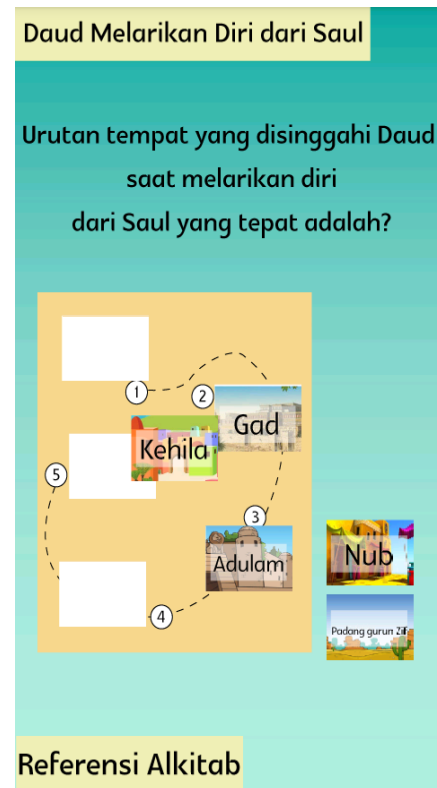 Daud Melarikan Diri dari Saul
Urutan tempat yang disinggahi Daud
saat melarikan diri
dari Saul yang tepat adalah?
1
2
Gad
Kehila
5
3
Adulam
Nub
Padang gurun Zif
4
Referensi Alkitab